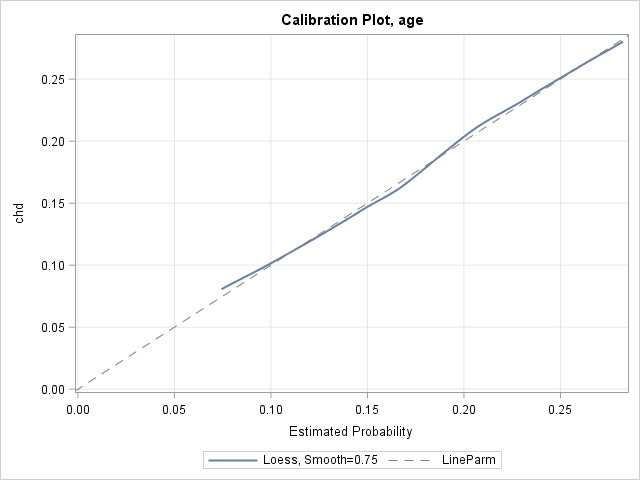 Calibration Plot, age
chd
0.25
0.20
0.15
0.10
0.05
0.00
0.00 0.05 0.10 0.15 0.20 0.25
Estimated Probability
Loess, Smooth=0.75 LineParm